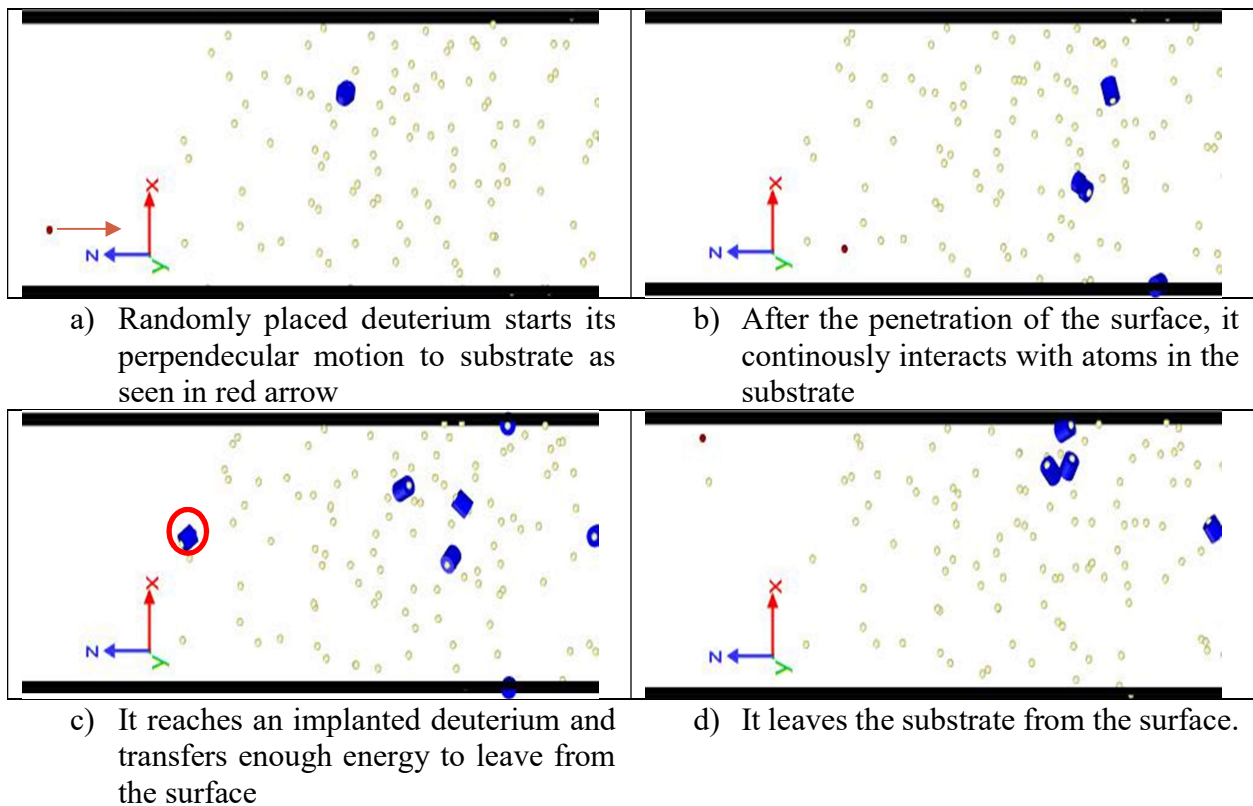 X
Z
Y
a) Randomly placed deuterium starts its
perpendecular motion to substrate as
seen in red arrow
X
Z
Y
b) After the penetration of the surface, it
continously interacts with atoms in the
substrate
X
Z
Y
c) It reaches an implanted deuterium and
transfers enough energy to leave from
the surface
X
Z
Y
d) It leaves the substrate from the surface.